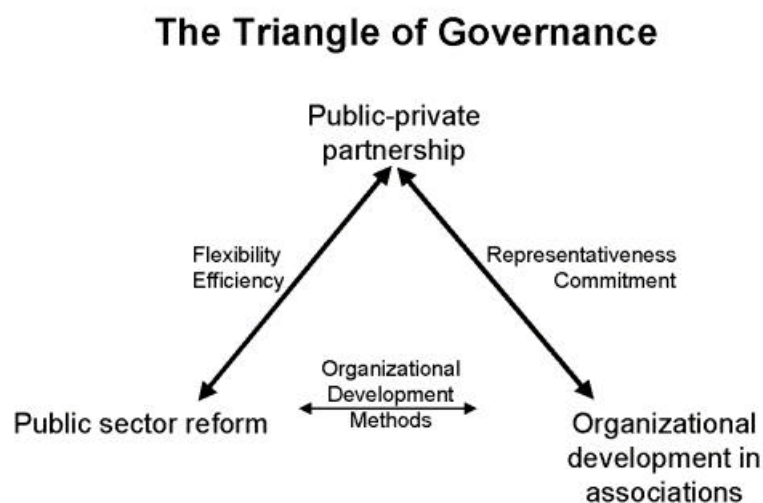 The Triangle of Governance
Public-private
partnership
Flexibility
Efficiency
Representativeness
Commitment
Organizational
Development
Methods
Public sector reform
Organizational
development in
associations